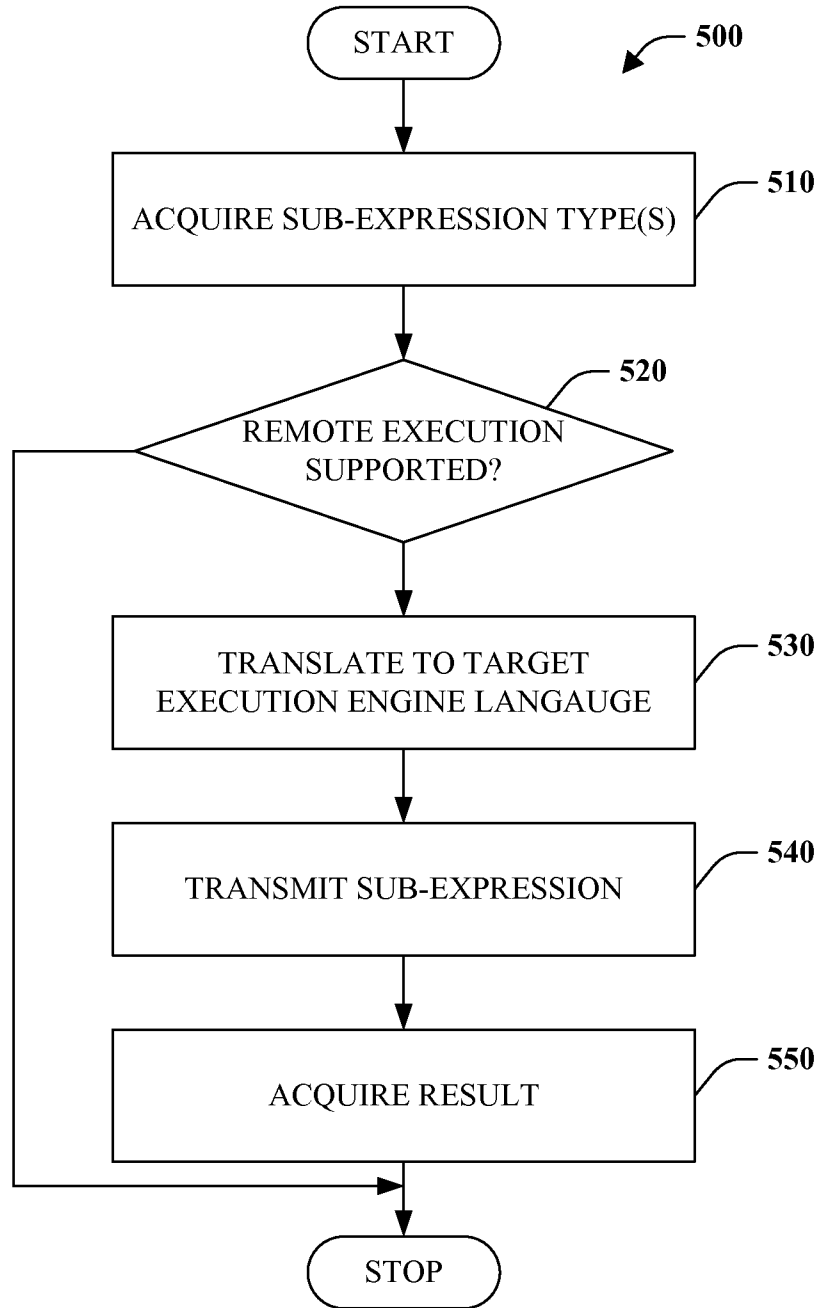 START
500
ACQUIRE SUB-EXPRESSION TYPE(S)
510
520
REMOTE EXECUTION
SUPPORTED?
TRANSLATE TO TARGET
EXECUTION ENGINE LANGAUGE
530
TRANSMIT SUB-EXPRESSION
540
ACQUIRE RESULT
550
STOP